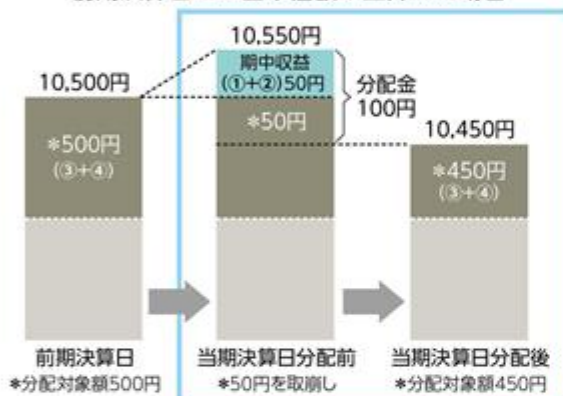 10,550円
10,500円
期中収益
(①+②)50円
分配金
100円
*50円
10,450円
*500円
(③+④)
*450円
(③+④)
前期決算日
当期決算日分配前
当期決算日分配後
*分配対象額500円
*50円を取崩し
*分配対象額450円